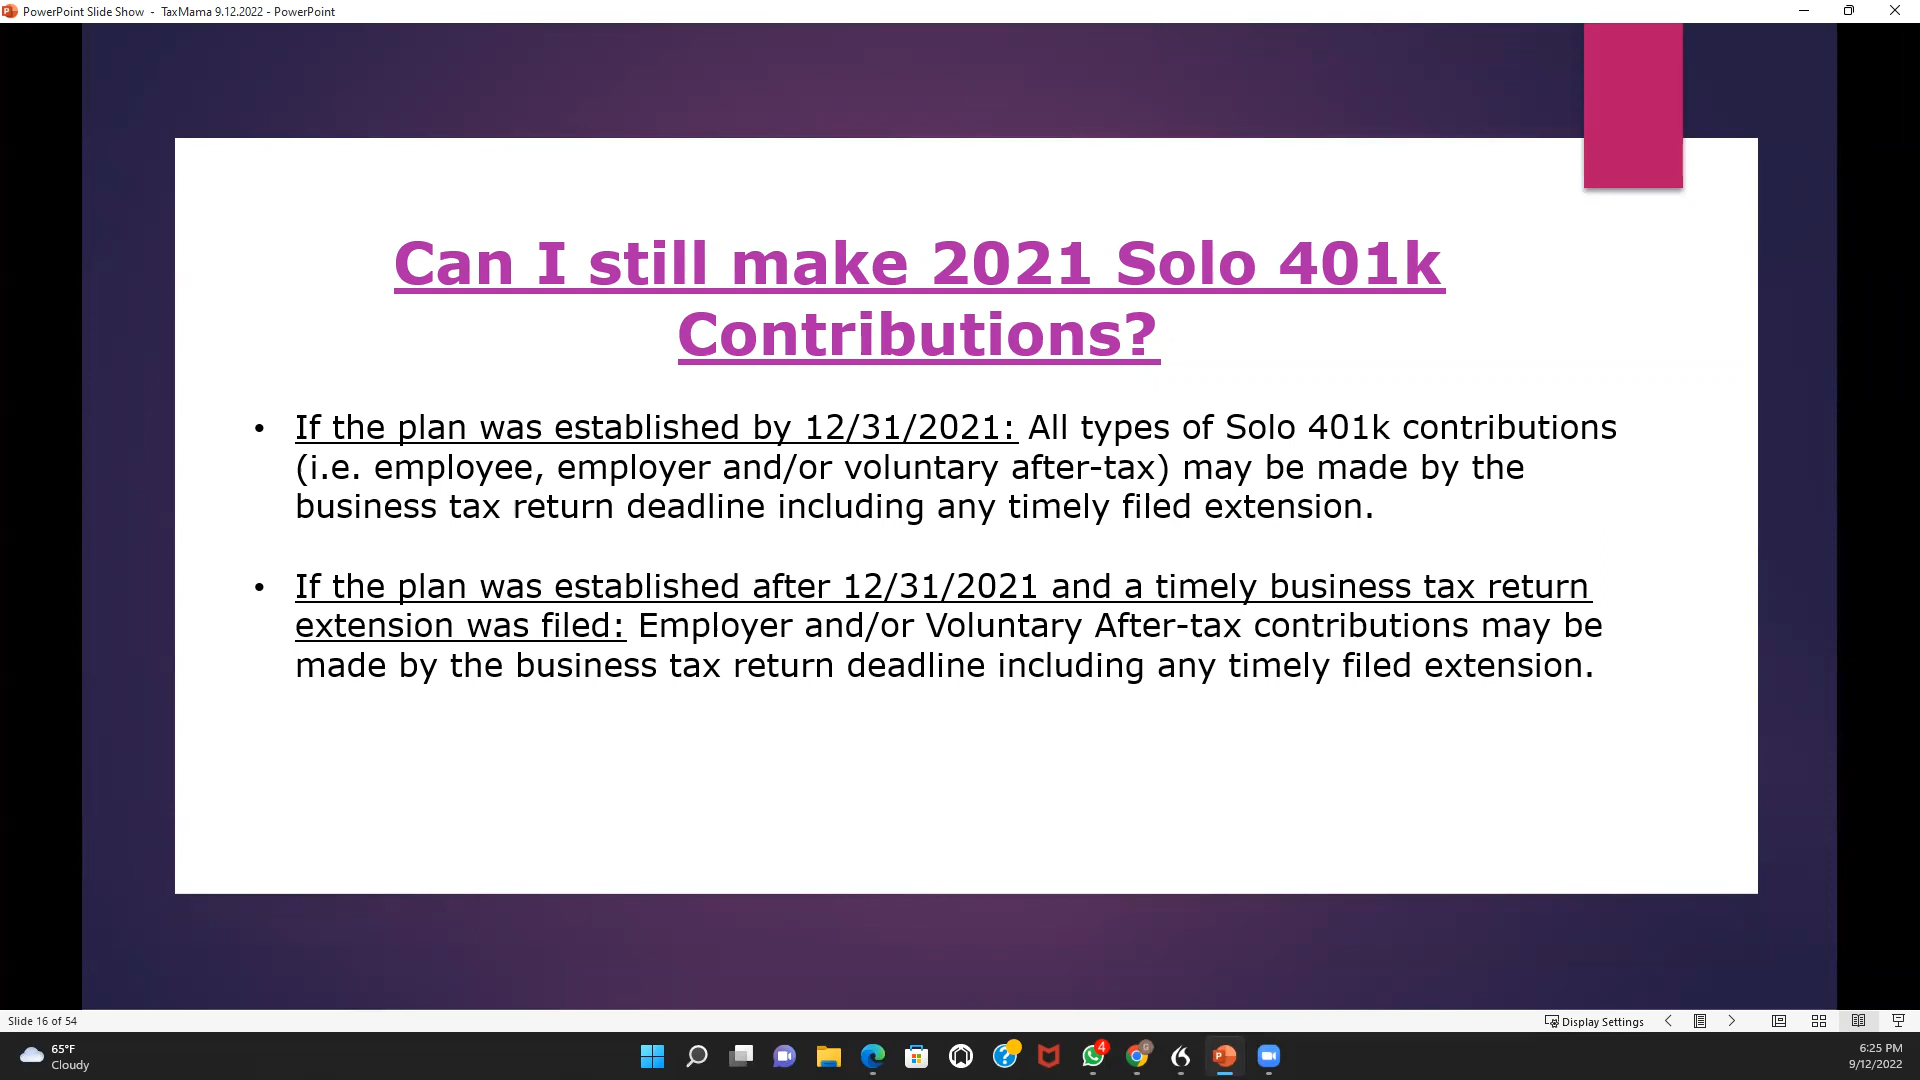 PowerPoint Slide Show - TaxMama 9.12.2022 - PowerPoint
Can I still make 2021 Solo 401k
Contributions?
• If the plan was established by 12/31/2021: All types of Solo 401k contributions
(i.e. employee, employer and/or voluntary after-tax) may be made by the
business tax return deadline including any timely filed extension.
• If the plan was established after 12/31/2021 and a timely business tax return
extension was filed: Employer and/or Voluntary After-tax contributions may be
made by the business tax return deadline including any timely filed extension.
Slide 16 of 54
Display Settings
65°F
Cloudy
4
G
6:25 PM
9/12/2022